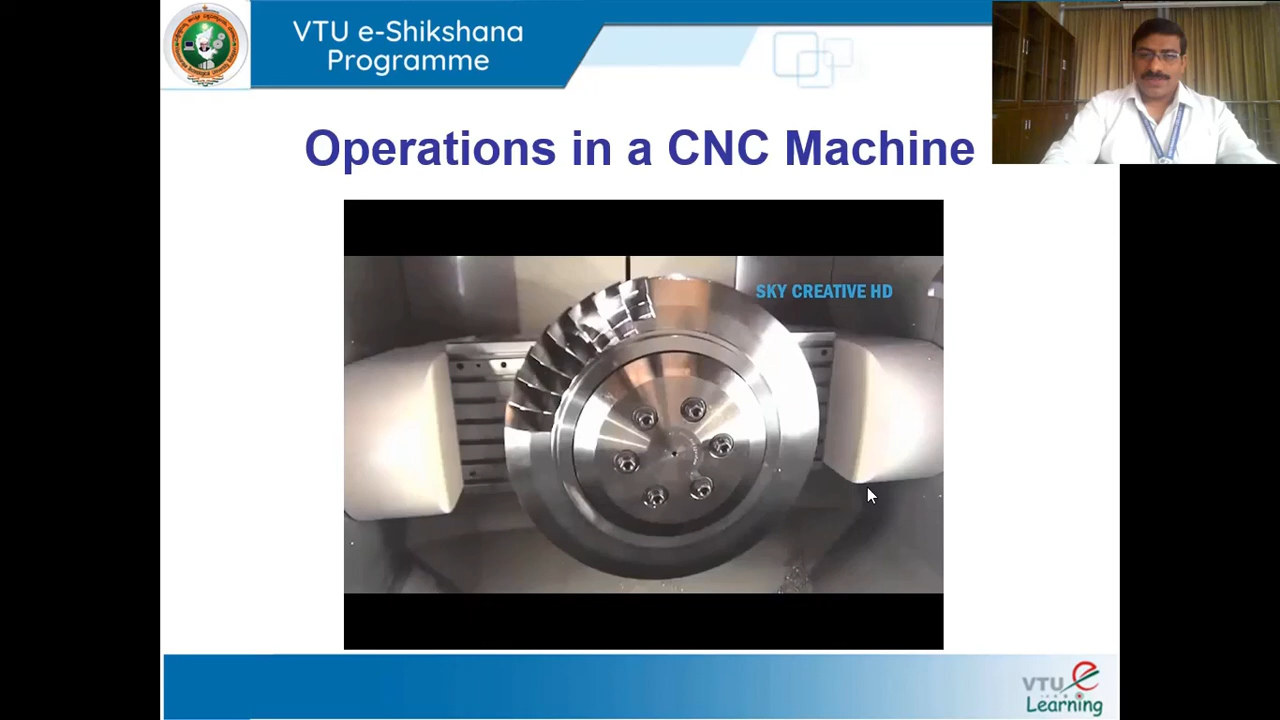 VTU e-Shikshana
Programme
Operations in a CNC Machine
SKY CREATIVE HD
VTU e
Learning